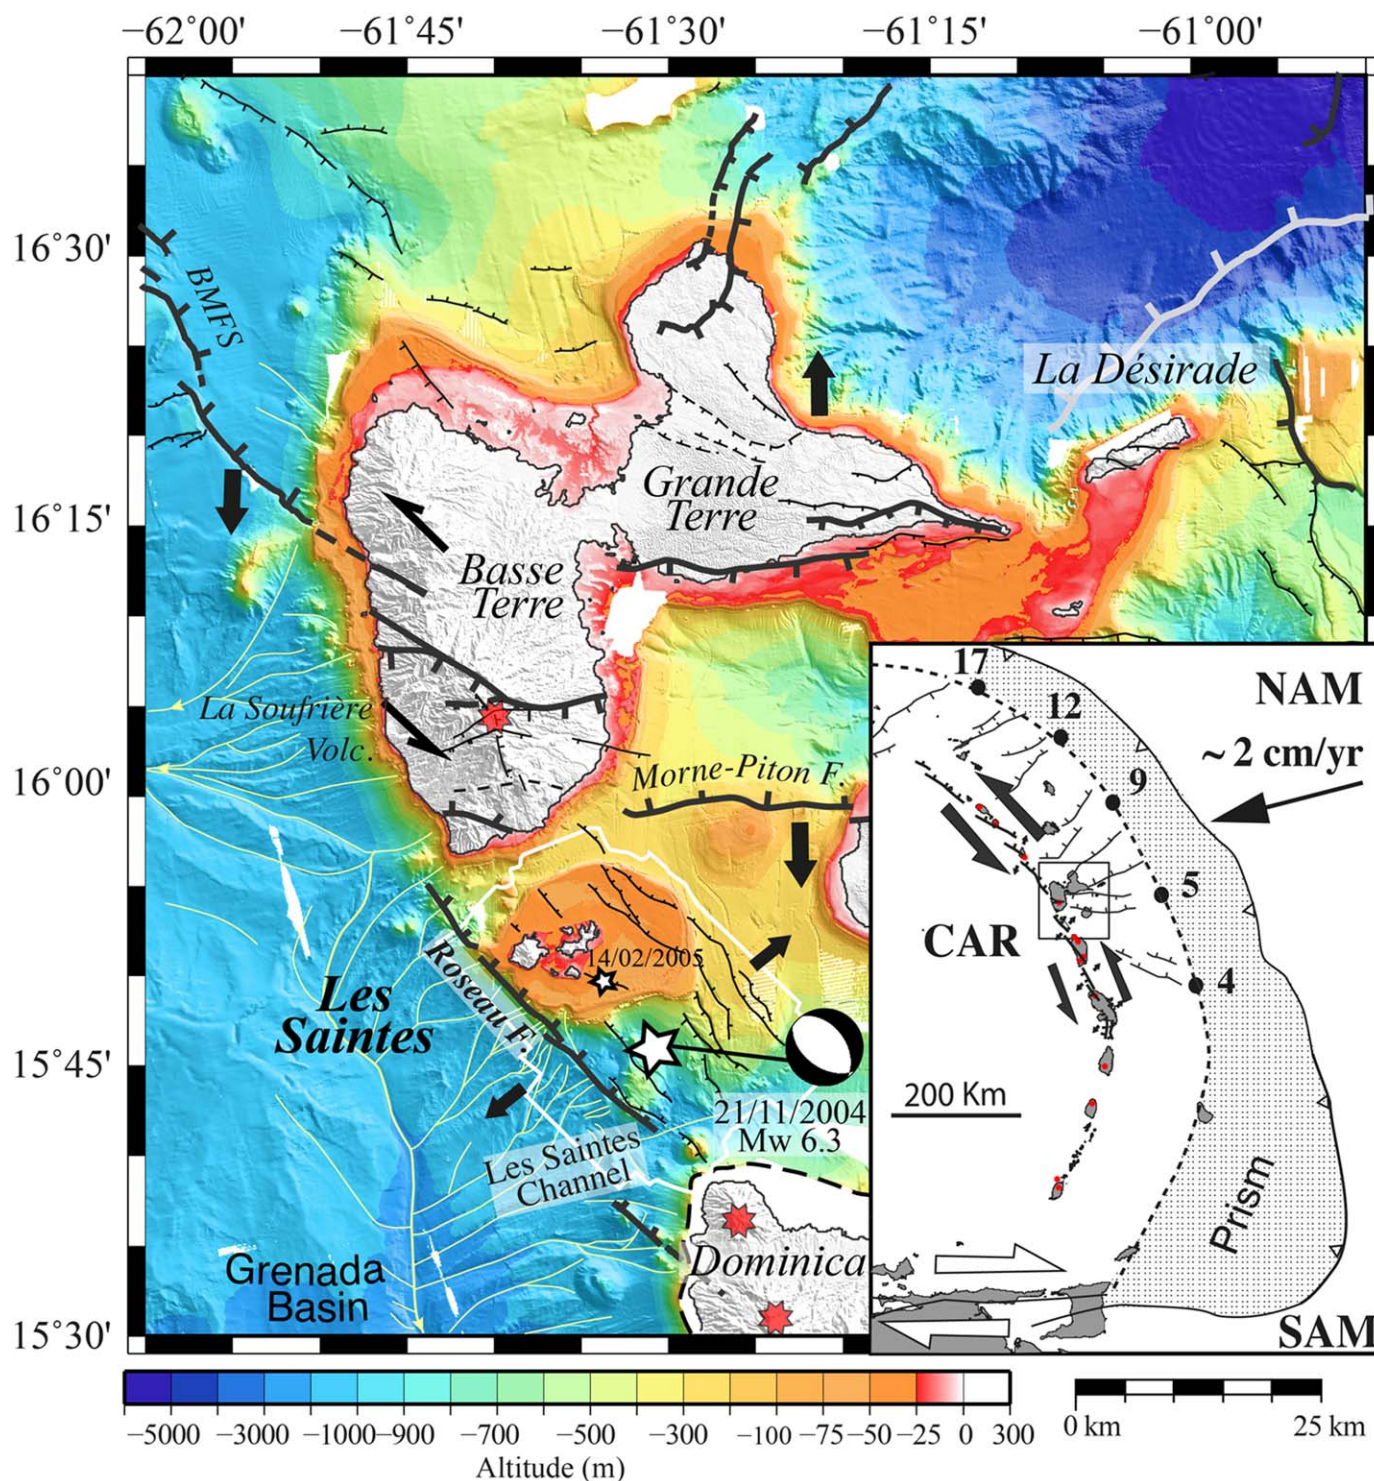 −62°00' −61°45' −61°30' −61°15' −61°00'
16°30'
BMFS
La Désirade
Grande
Terre
16°15'
Basse
Terre
La Soufrière
Volc.
16°00'
Morne-Piton F.
14/02/2005
Roseau F.
Les
Saintes
15°45'
21/11/2004
Mw 6.3
Les Saintes
Channel
Dominica
Grenada
Basin
15°30'
17
NAM
12
~ 2 cm/yr
9
5
CAR
4
200 Km
Prism
SAM
−5000 −3000 −1000 −900 −700 −500 −300 −100 −75 −50 −25 0 300
Altitude (m)
0 km 25 km